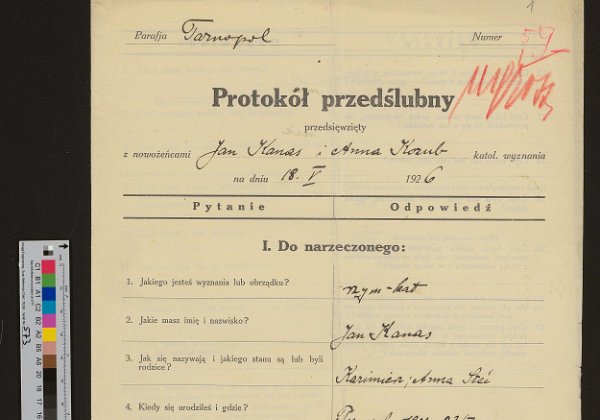 1
Parafja Tarnopol Numer 59
Protokół przedślubny
przedsięwzięty
z nowożeńcami Jan Kanas i Anna Kozub katol. wyznania
na dniu 18. V 1926
Pytanie Odpowiedź
I. Do narzeczonego:
1. Jakiego jesteś wyznania lub obrządku? rzym-kat
2. Jakie masz imię i nazwisko? Jan Kanas
3. Jak się nazywają i jakiego stanu są lub byli
rodzice? Kazimierz, Anna
4. Kiedy się urodziłeś i gdzie?